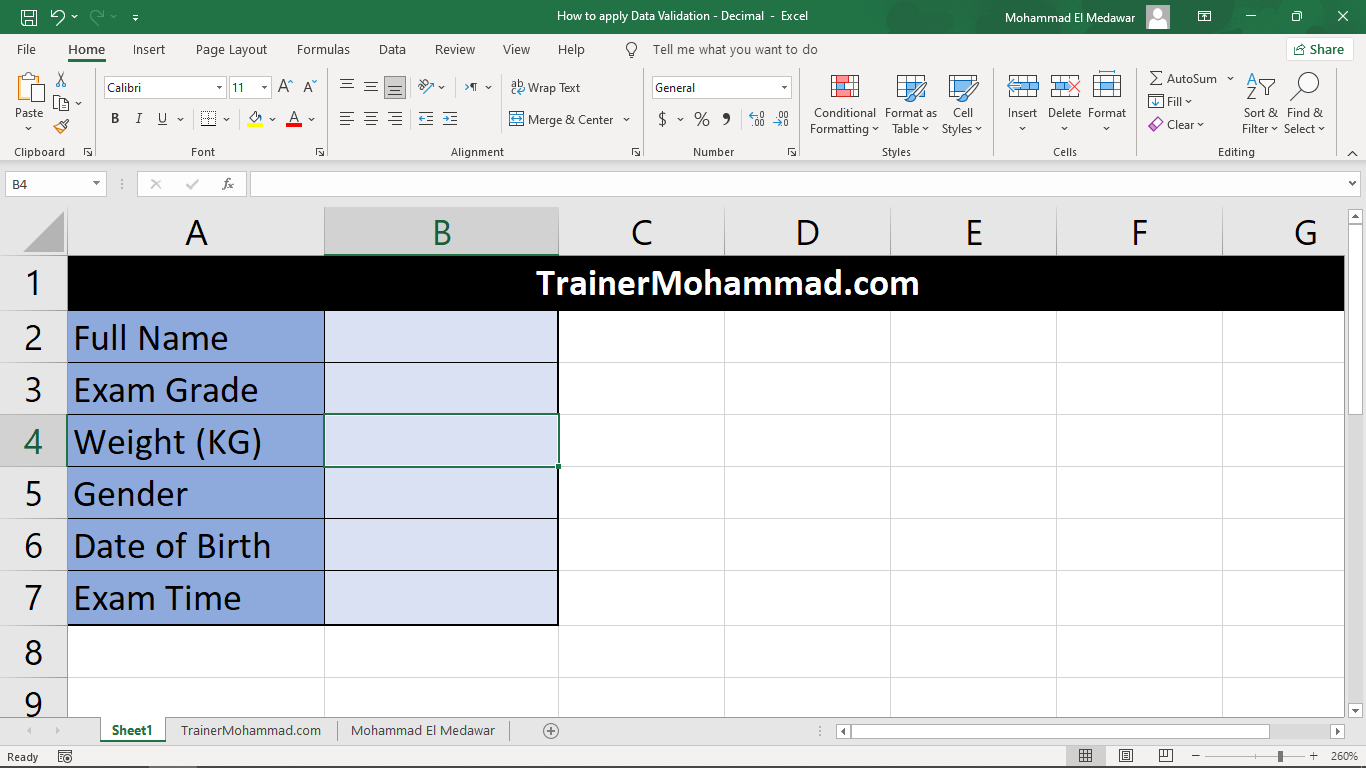 How to apply Data Validation - Decimal - Excel
Mohammad El Medawar
File Home Insert Page Layout Formulas Data Review View Help Tell me what you want to do Share
Paste
Clipboard
Calibri 11
B I U A
Font
ab Wrap Text
Merge & Center
Alignment
General
$ % 9
Number
Conditional Formatting
Format as Table
Cell Styles
Styles
Insert Delete Format
Cells
AutoSum
Fill
Clear
Sort & Filter
Find & Select
Editing
B4 fx
A B C D E F G
1 TrainerMohammad.com
2 Full Name
3 Exam Grade
4 Weight (KG)
5 Gender
6 Date of Birth
7 Exam Time
8
9
Sheet1 TrainerMohammad.com Mohammad El Medawar
Ready 260%